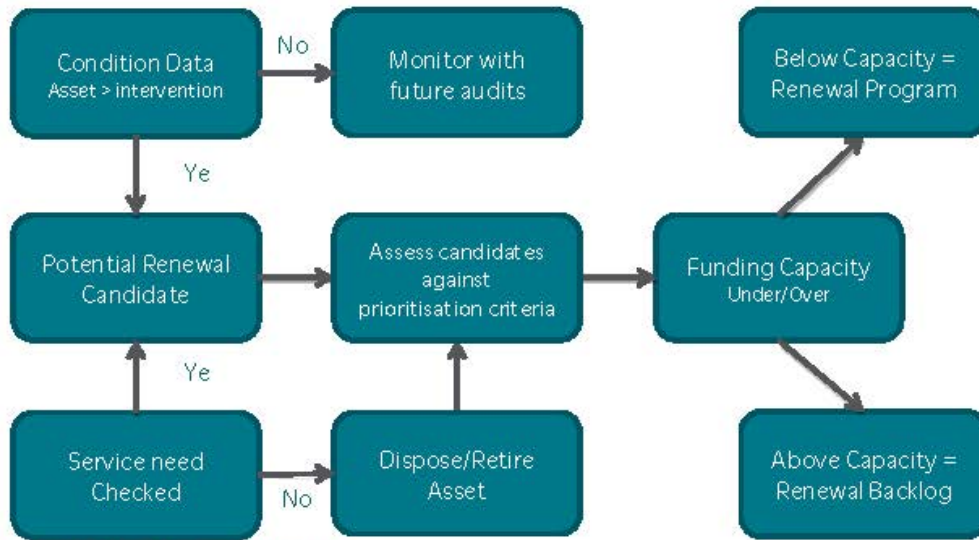 Condition Data
Asset > intervention
No
Monitor with
future audits
Below Capacity =
Renewal Program
Ye
Potential Renewal
Candidate
Assess candidates
against
prioritisation criteria
Funding Capacity
Under/Over
Ye
Service need
Checked
No
Dispose/Retire
Asset
Above Capacity =
Renewal Backlog